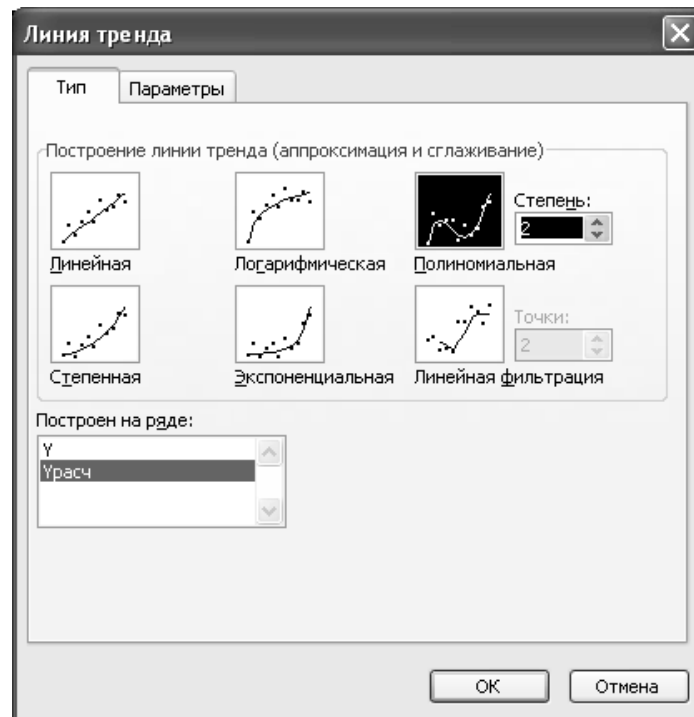 Линия тренда
Тип Параметры
Построение линии тренда (аппроксимация и сглаживание)
Степень:
2
Линейная Логарифмическая Полиномиальная
Точки:
2
Степенная Экспоненциальная Линейная фильтрация
Построен на ряде:
Y
Yрасч
ОК Отмена